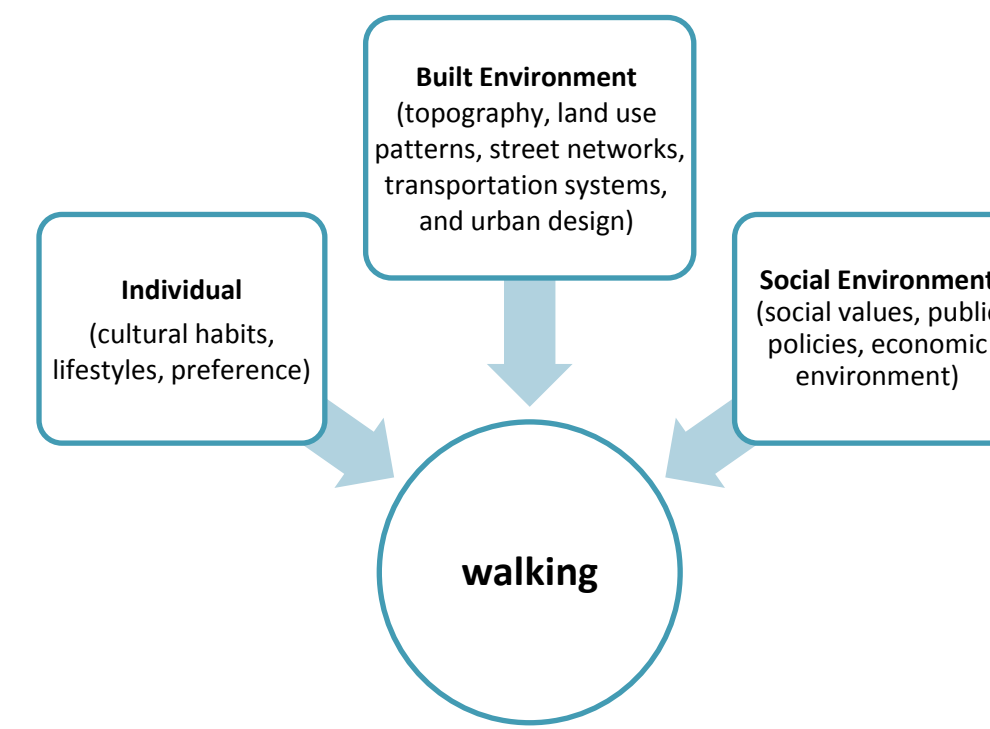 Built Environment
(topography, land use
patterns, street networks,
transportation systems,
and urban design)
Individual
(cultural habits,
lifestyles, preference)
Social Environment
(social values, public
policies, economic
environment)
walking